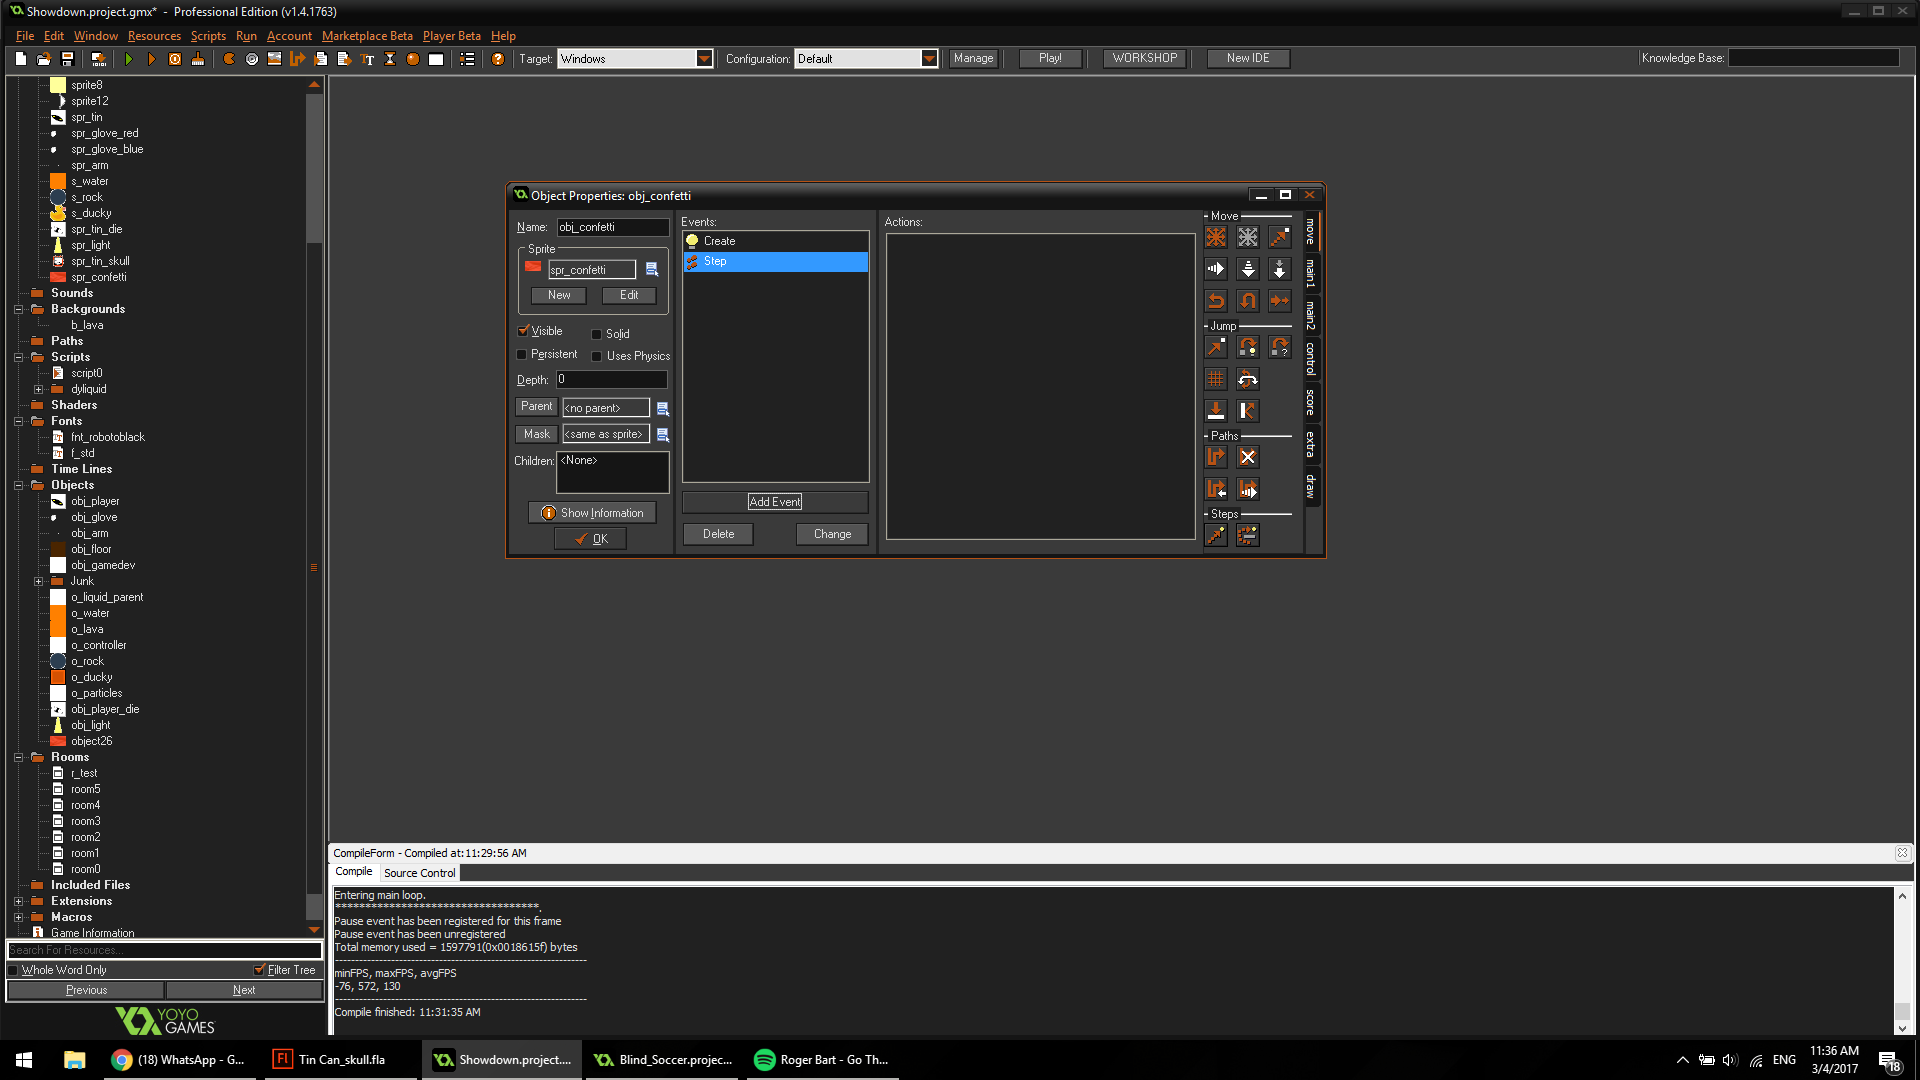 Showdown.project.gmx* - Professional Edition (v1.4.1763)
File Edit Window Resources Scripts Run Account Marketplace Beta Player Beta Help
Target: Windows Configuration: Default Manage Play! WORKSHOP New IDE Knowledge Base:
sprite8
sprite12
spr_tin
spr_glove_red
spr_glove_blue
spr_arm
s_water
s_rock
s_ducky
spr_tin_die
spr_light
spr_tin_skull
spr_confetti
Sounds
Backgrounds
b_lava
Paths
Scripts
script0
dyliquid
Shaders
Fonts
fnt_robotoblack
f_std
Time Lines
Objects
obj_player
obj_glove
obj_arm
obj_floor
obj_gamedev
Junk
o_liquid_parent
o_water
o_lava
o_controller
o_rock
o_ducky
o_particles
obj_player_die
obj_light
object26
Rooms
r_test
room5
room4
room3
room2
room1
room0
Included Files
Extensions
Macros
Game Information
Search For Resources...
Whole Word Only Filter Tree
Previous Next
YOYO
GAMES
Object Properties: obj_confetti
Name: obj_confetti
Sprite
spr_confetti
New Edit
Visible Solid
Persistent Uses Physics
Depth: 0
Parent <no parent>
Mask <same as sprite>
Children: <None>
Show Information
OK
Events:
Create
Step
Add Event
Delete Change
Actions:
Move
Jump
Paths
Steps
move
main1
main2
control
score
extra
draw
CompileForm - Compiled at:11:29:56 AM
Compile Source Control
Entering main loop.
**********************************.
Pause event has been registered for this frame
Pause event has been unregistered
Total memory used = 1597791(0x0018615f) bytes
minFPS, maxFPS, avgFPS
-76, 572, 130
Compile finished: 11:31:35 AM
(18) WhatsApp - G...
Fl Tin Can_skull.fla
Showdown.project....
Blind_Soccer.projec...
Roger Bart - Go Th...
ENG
11:36 AM
3/4/2017
18